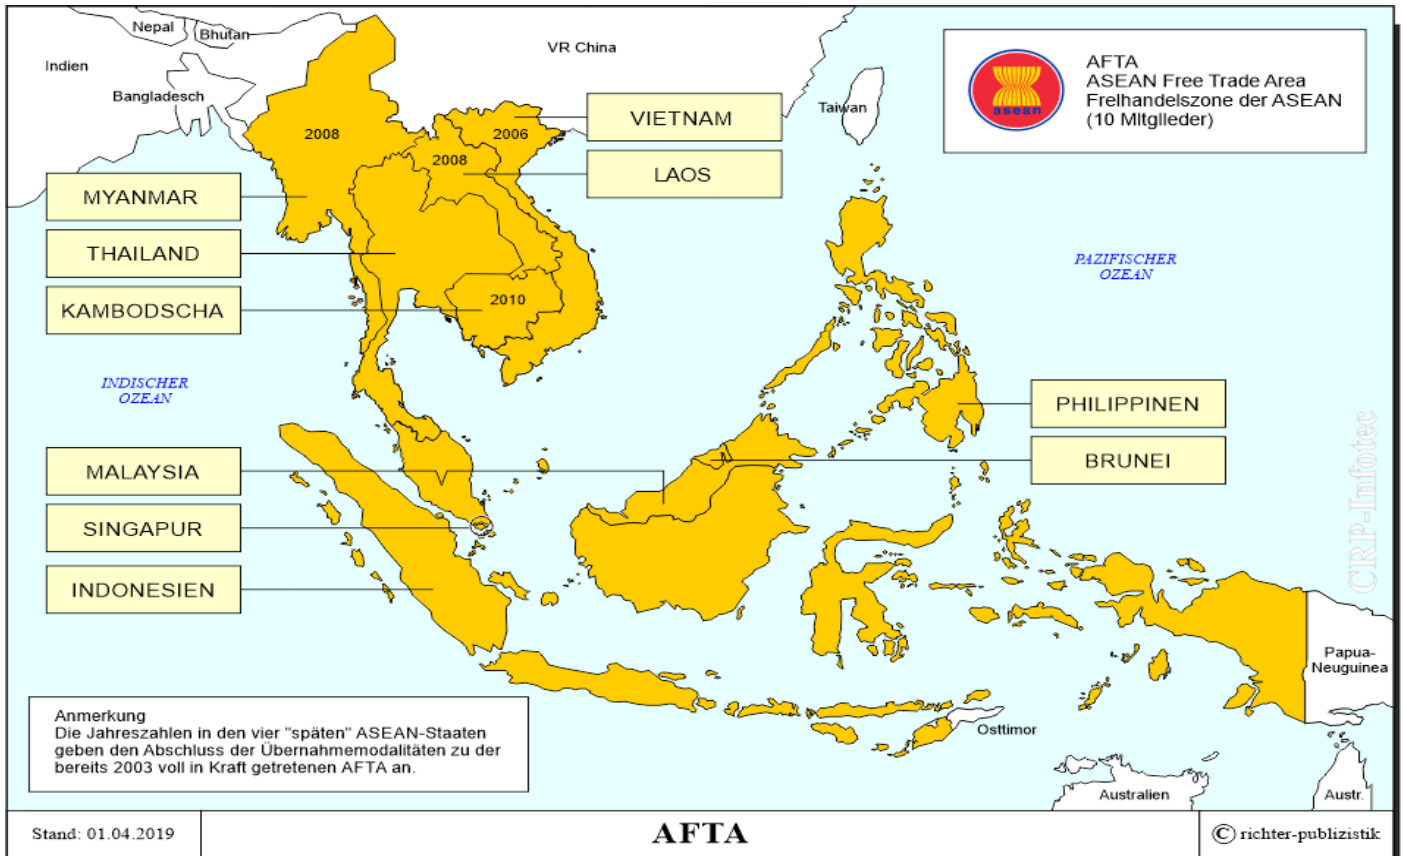 Nepal
Bhutan
VR China
Indien
Bangladesch
Taiwan
asean
AFTA
ASEAN Free Trade Area
Freihandelszone der ASEAN
(10 Mitglieder)
2008
2006
2008
2010
VIETNAM
LAOS
MYANMAR
THAILAND
KAMBODSCHA
PAZIFISCHER
OZEAN
INDISCHER
OZEAN
PHILIPPINEN
BRUNEI
MALAYSIA
SINGAPUR
INDONESIEN
CRP-Infotec
Papua-
Neuguinea
Osttimor
Australien
Austr.
Anmerkung
Die Jahreszahlen in den vier "späten" ASEAN-Staaten
geben den Abschluss der Übernahmemodalitäten zu der
bereits 2003 voll in Kraft getretenen AFTA an.
Stand: 01.04.2019
AFTA
© richter-publizistik